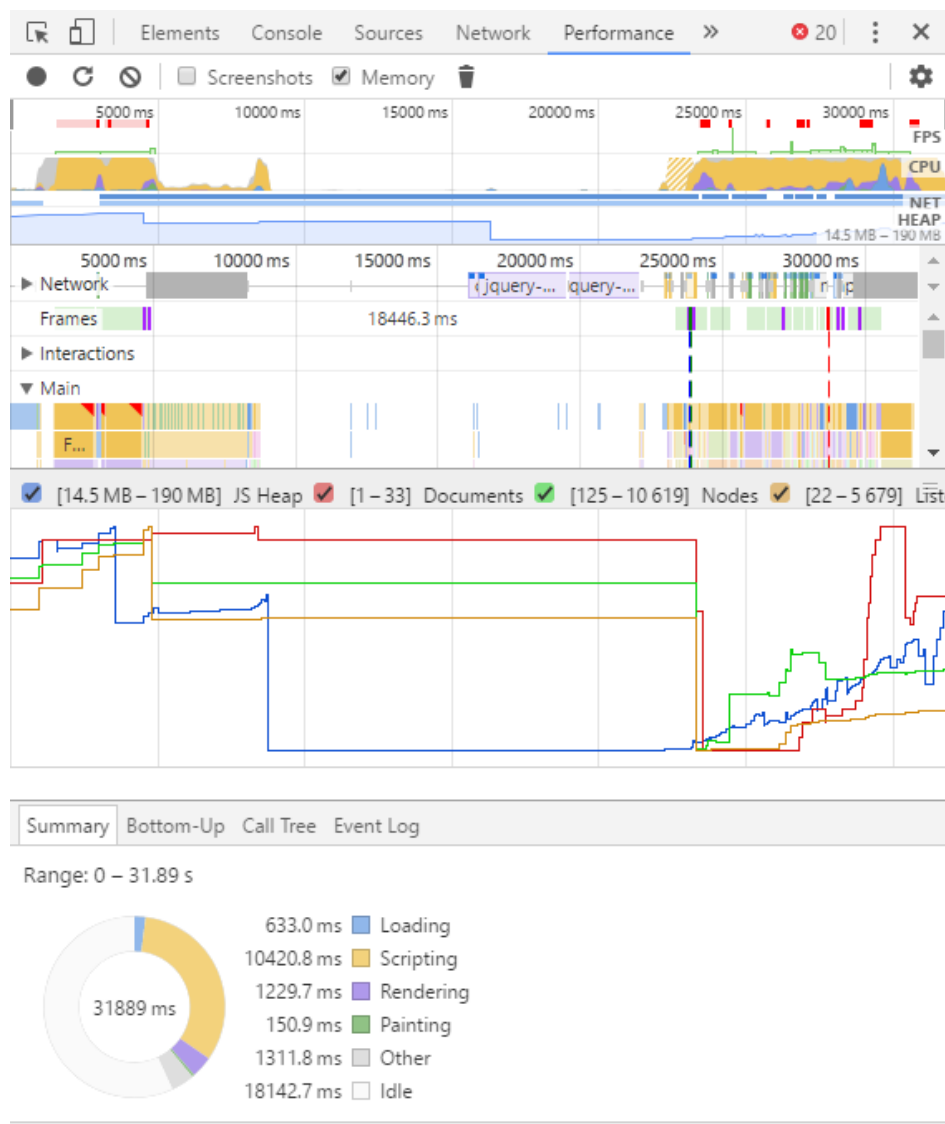 Elements Console Sources Network Performance » 20
Screenshots Memory
5000 ms 10000 ms 15000 ms 20000 ms 25000 ms 30000 ms
FPS
CPU
NET
HEAP
14.5 MB – 190 MB
5000 ms 10000 ms 15000 ms 20000 ms 25000 ms 30000 ms
Network jquery-... query-...
Frames 18446.3 ms
Interactions
Main
F...
[14.5 MB – 190 MB] JS Heap [1 – 33] Documents [125 – 10 619] Nodes [22 – 5 679] List
Summary Bottom-Up Call Tree Event Log
Range: 0 – 31.89 s
31889 ms
633.0 ms Loading
10420.8 ms Scripting
1229.7 ms Rendering
150.9 ms Painting
1311.8 ms Other
18142.7 ms Idle